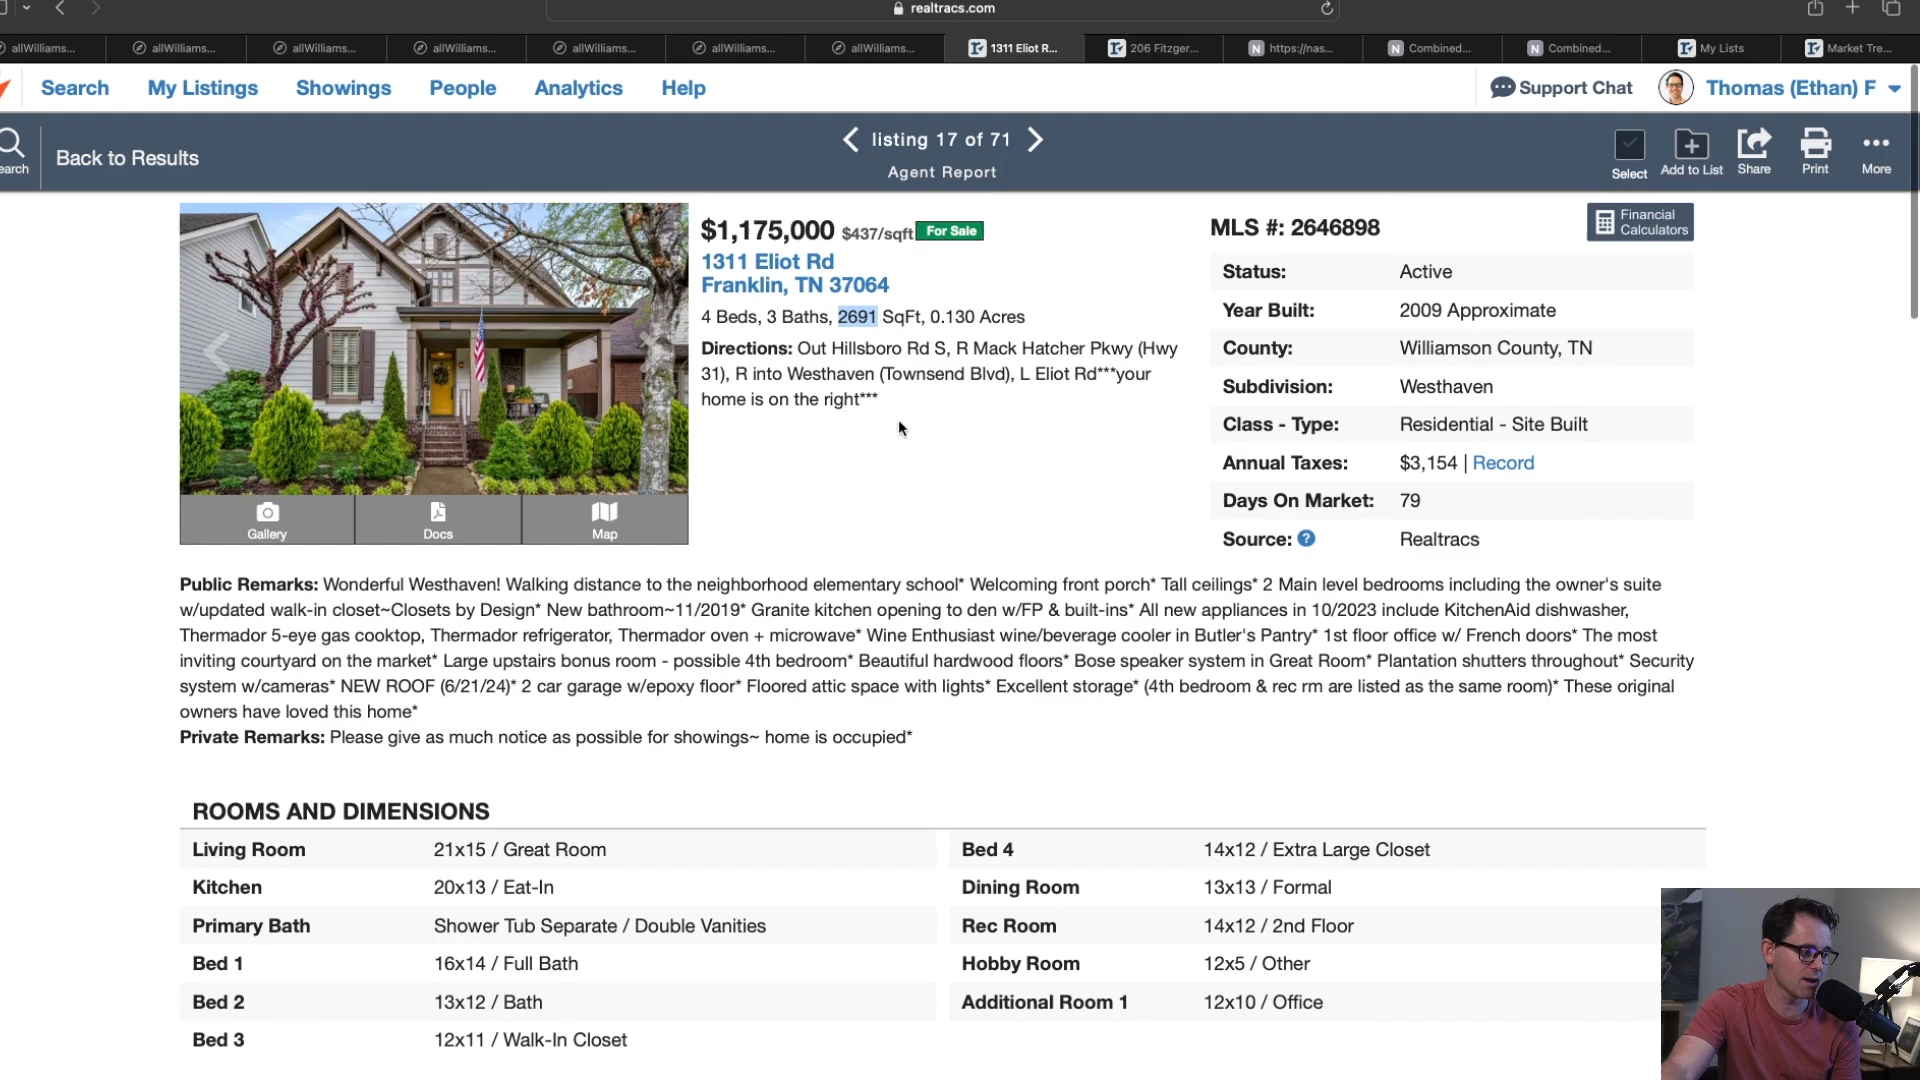 realtracs.com
allWilliams...
allWilliams...
allWilliams...
allWilliams...
allWilliams...
allWilliams...
allWilliams...
1311 Eliot R...
206 Fitzger...
https://nas...
Combined...
Combined...
My Lists
Market Tre...
Search
My Listings
Showings
People
Analytics
Help
Support Chat
Thomas (Ethan) F
earch
Back to Results
listing 17 of 71
Agent Report
Select
Add to List
Share
Print
More
$1,175,000 $437/sqft For Sale
1311 Eliot Rd
Franklin, TN 37064
4 Beds, 3 Baths, 2691 SqFt, 0.130 Acres
Directions: Out Hillsboro Rd S, R Mack Hatcher Pkwy (Hwy
31), R into Westhaven (Townsend Blvd), L Eliot Rd***your
home is on the right***
Gallery
Docs
Map
MLS #: 2646898
Financial
Calculators
Status: Active
Year Built: 2009 Approximate
County: Williamson County, TN
Subdivision: Westhaven
Class - Type: Residential - Site Built
Annual Taxes: $3,154 | Record
Days On Market: 79
Source: ? Realtracs
Public Remarks: Wonderful Westhaven! Walking distance to the neighborhood elementary school* Welcoming front porch* Tall ceilings* 2 Main level bedrooms including the owner's suite
w/updated walk-in closet~Closets by Design* New bathroom~11/2019* Granite kitchen opening to den w/FP & built-ins* All new appliances in 10/2023 include KitchenAid dishwasher,
Thermador 5-eye gas cooktop, Thermador refrigerator, Thermador oven + microwave* Wine Enthusiast wine/beverage cooler in Butler's Pantry* 1st floor office w/ French doors* The most
inviting courtyard on the market* Large upstairs bonus room - possible 4th bedroom* Beautiful hardwood floors* Bose speaker system in Great Room* Plantation shutters throughout* Security
system w/cameras* NEW ROOF (6/21/24)* 2 car garage w/epoxy floor* Floored attic space with lights* Excellent storage* (4th bedroom & rec rm are listed as the same room)* These original
owners have loved this home*
Private Remarks: Please give as much notice as possible for showings~ home is occupied*
ROOMS AND DIMENSIONS
Living Room 21x15 / Great Room
Kitchen 20x13 / Eat-In
Primary Bath Shower Tub Separate / Double Vanities
Bed 1 16x14 / Full Bath
Bed 2 13x12 / Bath
Bed 3 12x11 / Walk-In Closet
Bed 4 14x12 / Extra Large Closet
Dining Room 13x13 / Formal
Rec Room 14x12 / 2nd Floor
Hobby Room 12x5 / Other
Additional Room 1 12x10 / Office